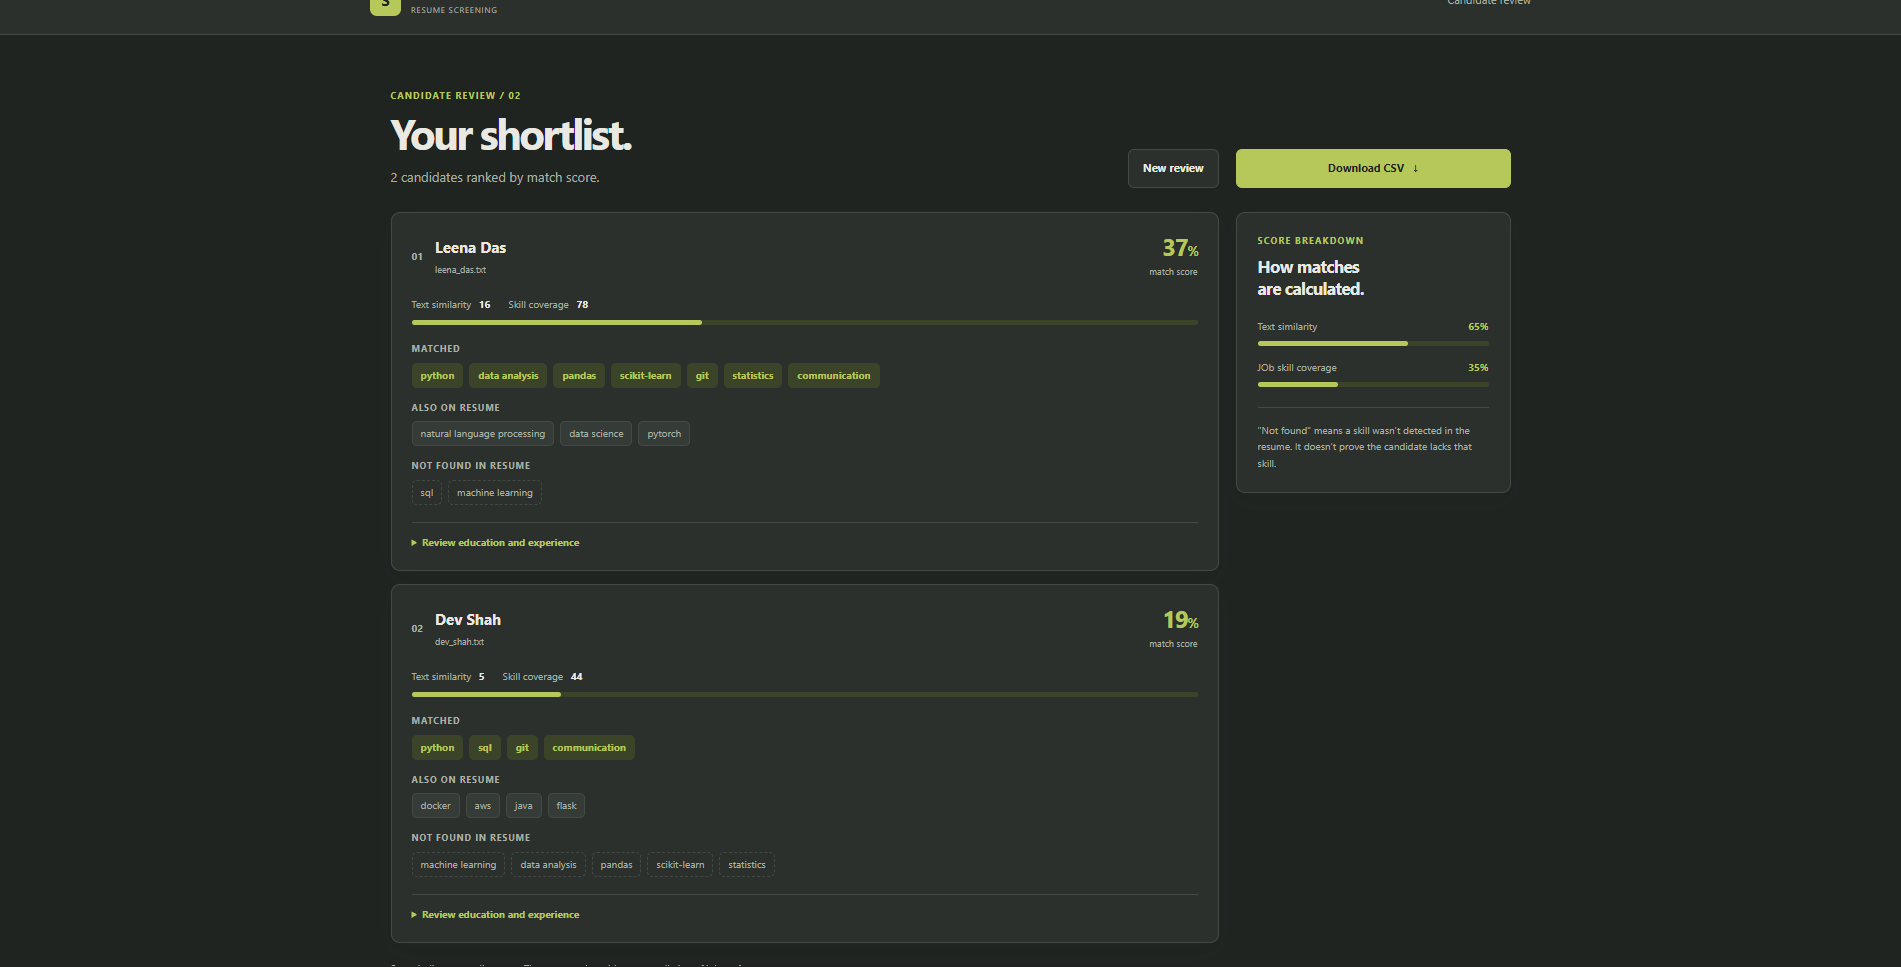 S
RESUME SCREENING
Candidate review
CANDIDATE REVIEW / 02
Your shortlist.
2 candidates ranked by match score.
New review
Download CSV ↓
01
Leena Das
leena_das.txt
37%
match score
Text similarity 16 Skill coverage 78
MATCHED
python data analysis pandas scikit-learn git statistics communication
ALSO ON RESUME
natural language processing data science pytorch
NOT FOUND IN RESUME
sql machine learning
▶ Review education and experience
02
Dev Shah
dev_shah.txt
19%
match score
Text similarity 5 Skill coverage 44
MATCHED
python sql git communication
ALSO ON RESUME
docker aws java flask
NOT FOUND IN RESUME
machine learning data analysis pandas scikit-learn statistics
▶ Review education and experience
SCORE BREAKDOWN
How matches
are calculated.
Text similarity 65%
JOb skill coverage 35%
"Not found" means a skill wasn't detected in the
resume. It doesn't prove the candidate lacks that
skill.